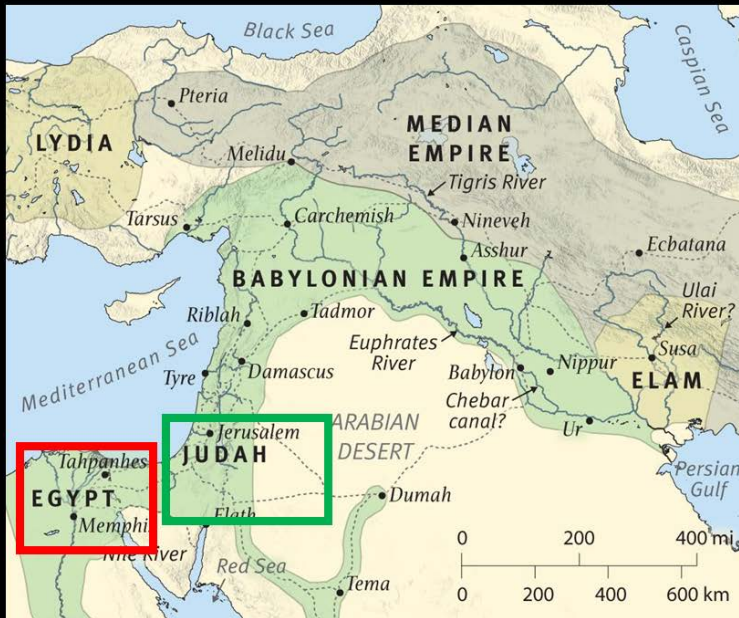 Black Sea
Caspian Sea
Pteria
LYDIA
MEDIAN
EMPIRE
Melidu
Tigris River
Tarsus
Carchemish
Nineveh
Asshur
Ecbatana
BABYLONIAN EMPIRE
Ulai
River?
Riblah
Tadmor
Mediterranean Sea
Euphrates
River
Susa
Tyre
Damascus
Babylon
Nippur
ELAM
Chebar
canal?
Jerusalem
ARABIAN
DESERT
Ur
JUDAH
Tahpanhes
Persian
Gulf
EGYPT
Dumah
Memphi
Elath
Nile River
Red Sea
Tema
0 200 400 mi
0 200 400 600 km